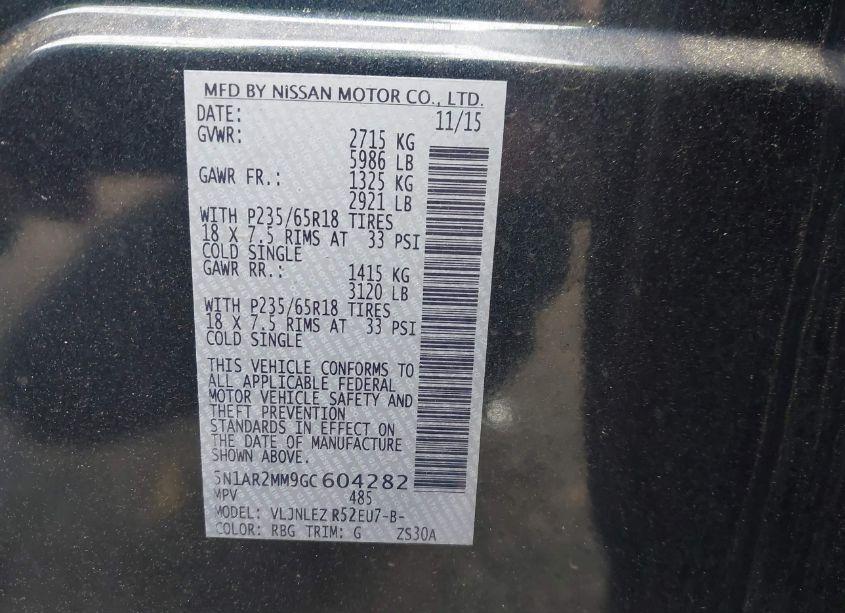 MFD BY NiSSAN MOTOR CO., LTD.
DATE: 11/15
GVWR: 2715 KG
5986 LB
GAWR FR.: 1325 KG
2921 LB
WITH P235/65R18 TIRES
18 X 7.5 RIMS AT 33 PSI
COLD SINGLE
GAWR RR.: 1415 KG
3120 LB
WITH P235/65R18 TIRES
18 X 7.5 RIMS AT 33 PSI
COLD SINGLE
THIS VEHICLE CONFORMS TO
ALL APPLICABLE FEDERAL
MOTOR VEHICLE SAFETY AND
THEFT PREVENTION
STANDARDS IN EFFECT ON
THE DATE OF MANUFACTURE
SHOWN ABOVE.
5N1AR2MM9GC604282
MPV 485
MODEL: VLJNLEZ R52EU7-B-
COLOR: RBG TRIM: G ZS30A